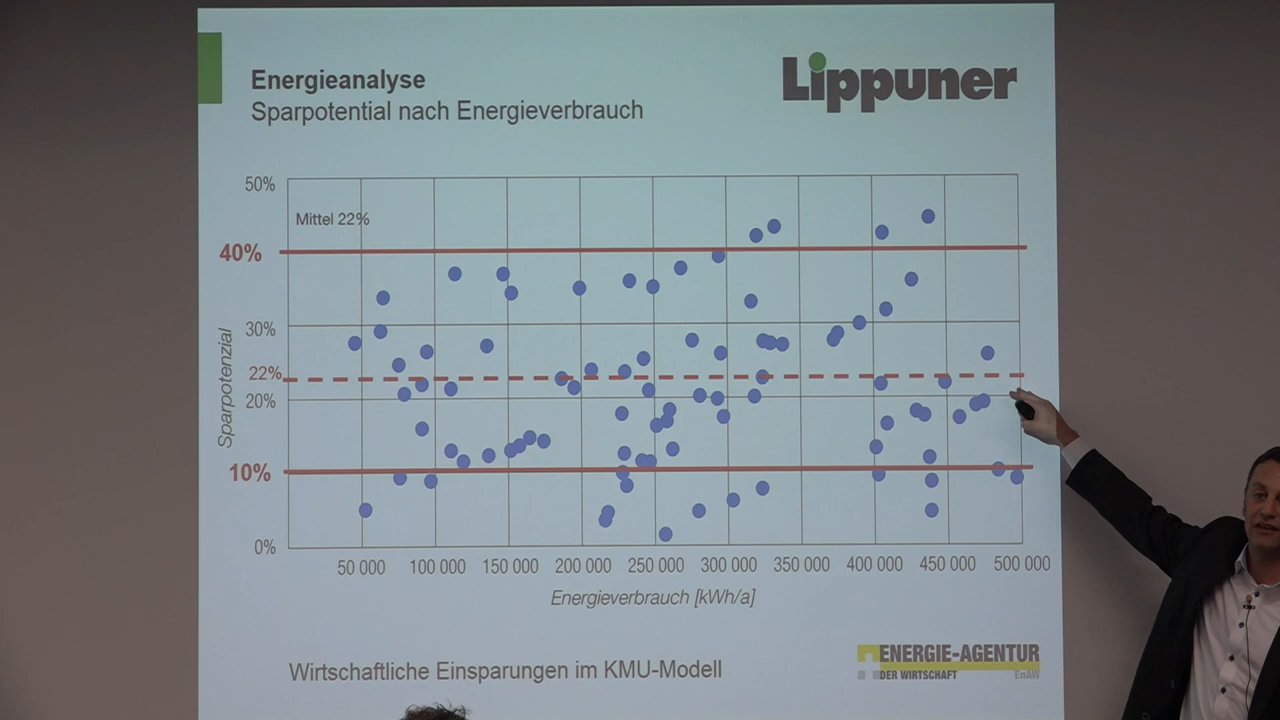 Energieanalyse
Sparpotential nach Energieverbrauch
Lippuner
50%
Mittel 22%
40%
30%
22%
20%
10%
0%
Sparpotenzial
50 000 100 000 150 000 200 000 250 000 300 000 350 000 400 000 450 000 500 000
Energieverbrauch [kWh/a]
Wirtschaftliche Einsparungen im KMU-Modell
ENERGIE-AGENTUR
DER WIRTSCHAFT EnAW